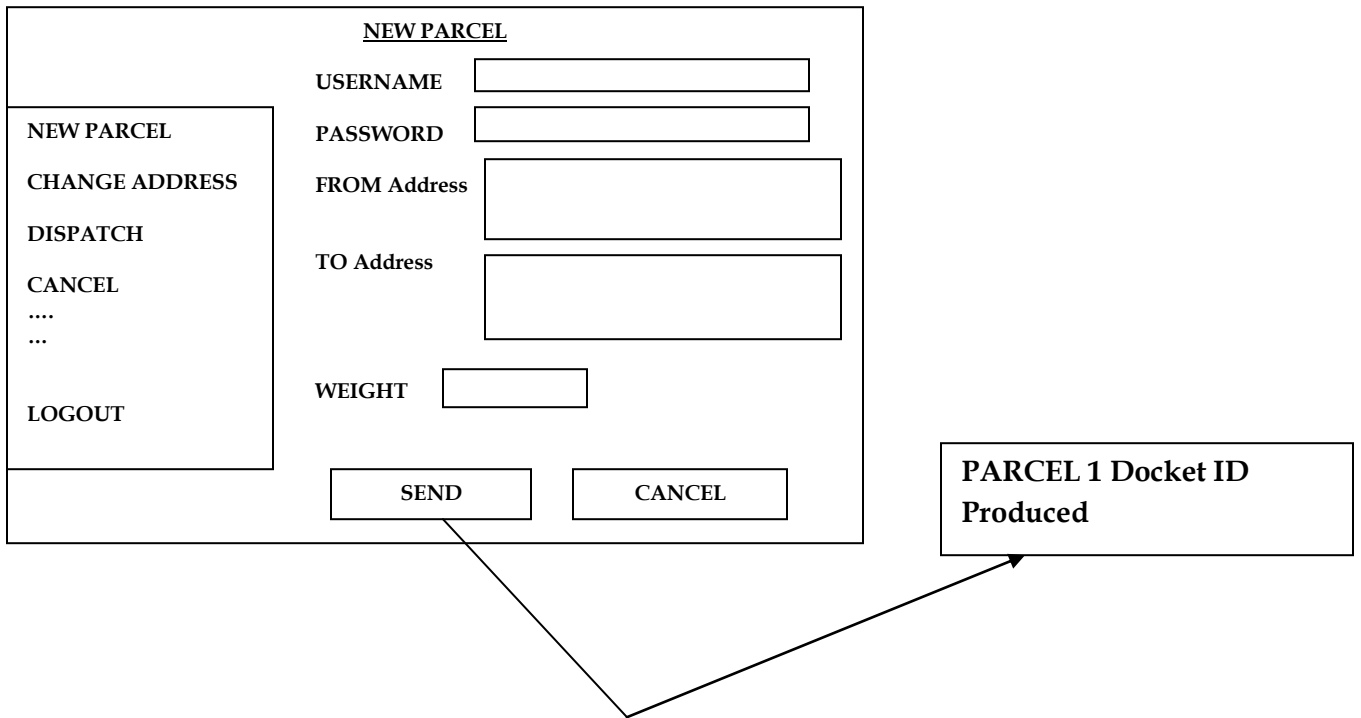 NEW PARCEL
USERNAME
PASSWORD
FROM Address
TO Address
WEIGHT
SEND
CANCEL
NEW PARCEL
CHANGE ADDRESS
DISPATCH
CANCEL
....
...
LOGOUT
PARCEL 1 Docket ID
Produced